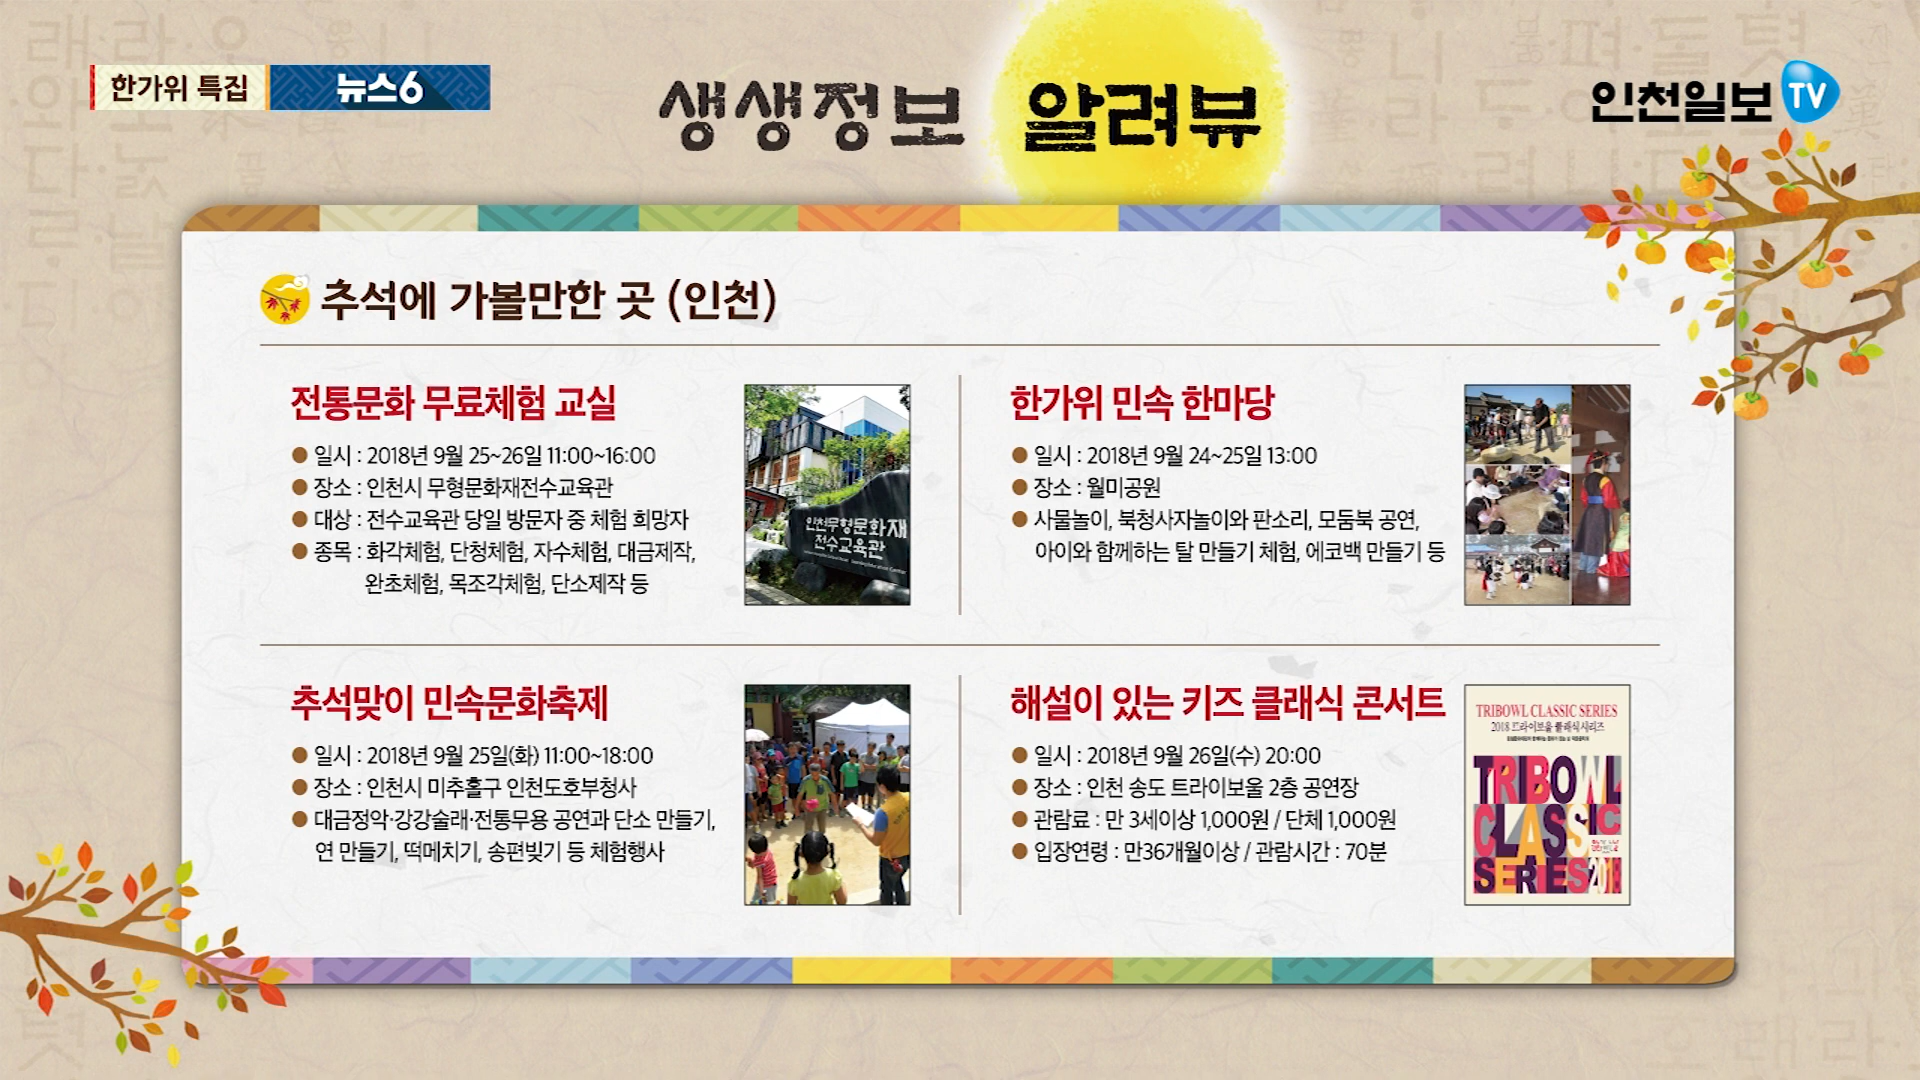 한가위 특집 뉴스6
생생정보 알려뷰
인천일보 TV
추석에 가볼만한 곳 (인천)
전통문화 무료체험 교실
일시 : 2018년 9월 25~26일 11:00~16:00
장소 : 인천시 무형문화재전수교육관
대상 : 전수교육관 당일 방문자 중 체험 희망자
종목 : 화각체험, 단청체험, 자수체험, 대금제작,
완초체험, 목조각체험, 단소제작 등
인천무형문화재
전수교육관
한가위 민속 한마당
일시 : 2018년 9월 24~25일 13:00
장소 : 월미공원
사물놀이, 북청사자놀이와 판소리, 모둠북 공연,
아이와 함께하는 탈 만들기 체험, 에코백 만들기 등
추석맞이 민속문화축제
일시 : 2018년 9월 25일(화) 11:00~18:00
장소 : 인천시 미추홀구 인천도호부청사
대금정악·강강술래·전통무용 공연과 단소 만들기,
연 만들기, 떡메치기, 송편빚기 등 체험행사
해설이 있는 키즈 클래식 콘서트
일시 : 2018년 9월 26일(수) 20:00
장소 : 인천 송도 트라이보울 2층 공연장
관람료 : 만 3세이상 1,000원 / 단체 1,000원
입장연령 : 만36개월이상 / 관람시간 : 70분
TRIBOWL CLASSIC SERIES
2018 트라이보울 클래식 시리즈
TRIBOWL
CLASSIC
SERIES2018